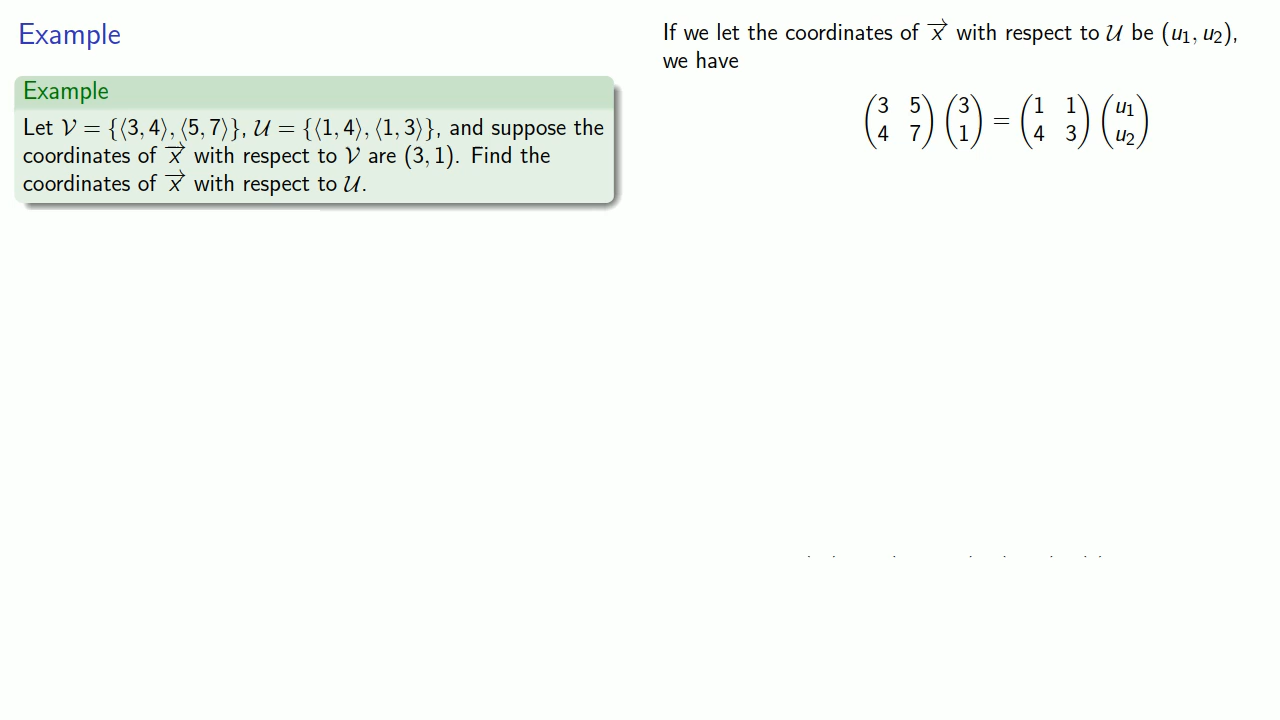 Example
Example
Let 𝒱 = {⟨3, 4⟩, ⟨5, 7⟩}, 𝒰 = {⟨1, 4⟩, ⟨1, 3⟩}, and suppose the
coordinates of x⃗ with respect to 𝒱 are (3, 1). Find the
coordinates of x⃗ with respect to 𝒰.
If we let the coordinates of x⃗ with respect to 𝒰 be (u₁, u₂),
we have
(3 5) (3) = (1 1) (u₁)
(4 7) (1)   (4 3) (u₂)